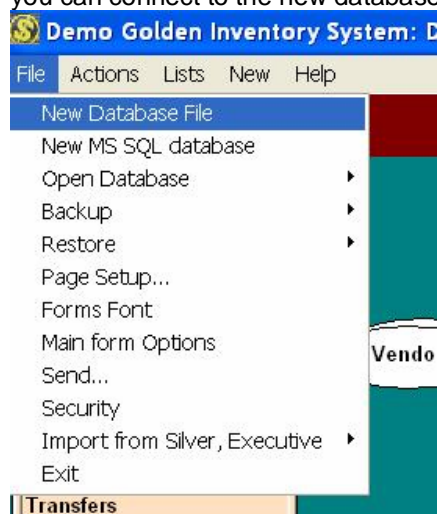 you can connect to the new database
Demo Golden Inventory System: D
File Actions Lists New Help
New Database File
New MS SQL database
Open Database
Backup
Restore
Page Setup...
Forms Font
Main form Options
Vendo
Send...
Security
Import from Silver, Executive
Exit
Transfers